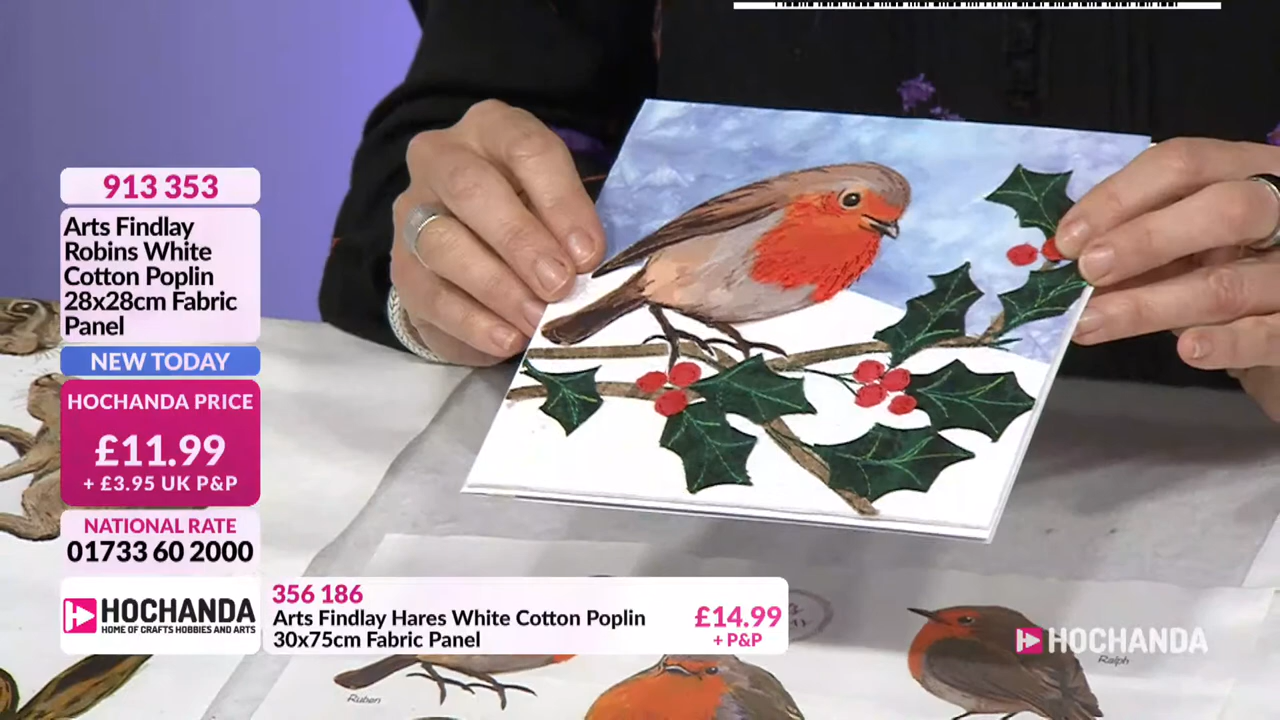 913 353
Arts Findlay
Robins White
Cotton Poplin
28x28cm Fabric
Panel
NEW TODAY
HOCHANDA PRICE
£11.99
+ £3.95 UK P&P
NATIONAL RATE
01733 60 2000
HOCHANDA
HOME OF CRAFTS HOBBIES AND ARTS
356 186
Arts Findlay Hares White Cotton Poplin
30x75cm Fabric Panel
£14.99
+ P&P
HOCHANDA
Ruben
Ralph